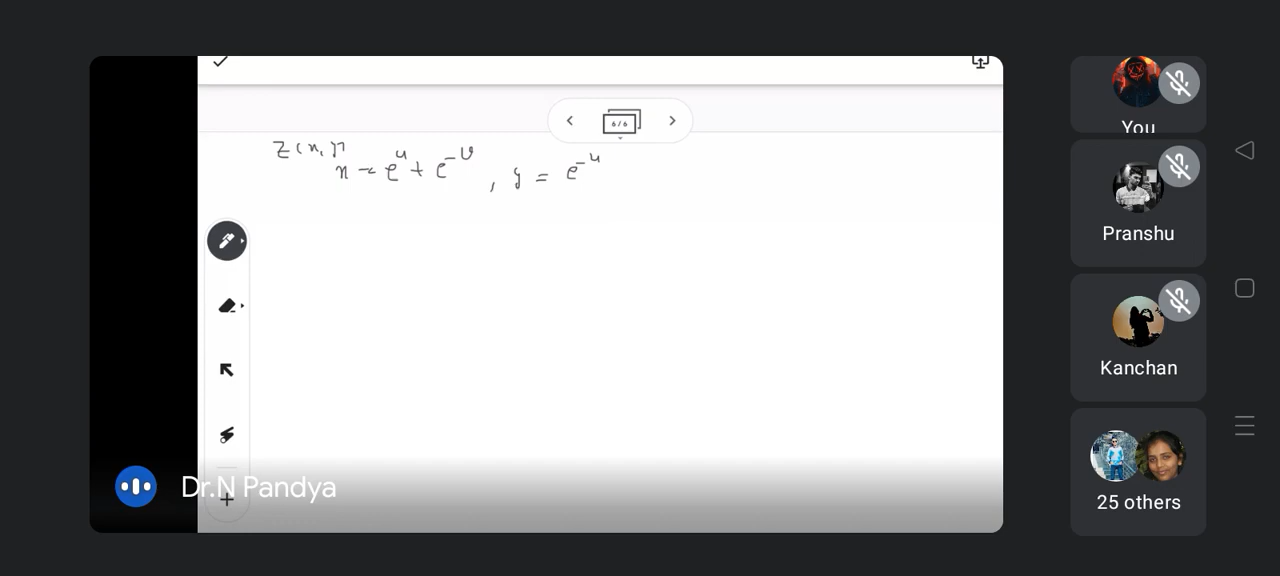 6/6
z(x,y)
x = e^u + e^-v , y = e^-u
You
Pranshu
Kanchan
25 others
Dr.N Pandya